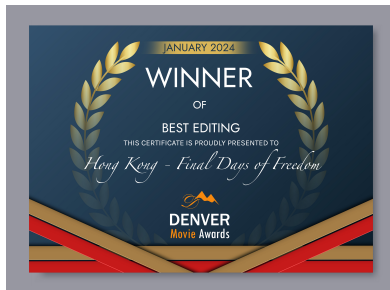 JANUARY 2024
WINNER
OF
BEST EDITING
THIS CERTIFICATE IS PROUDLY PRESENTED TO
Hong Kong - Final Days of Freedom
DENVER
Movie Awards